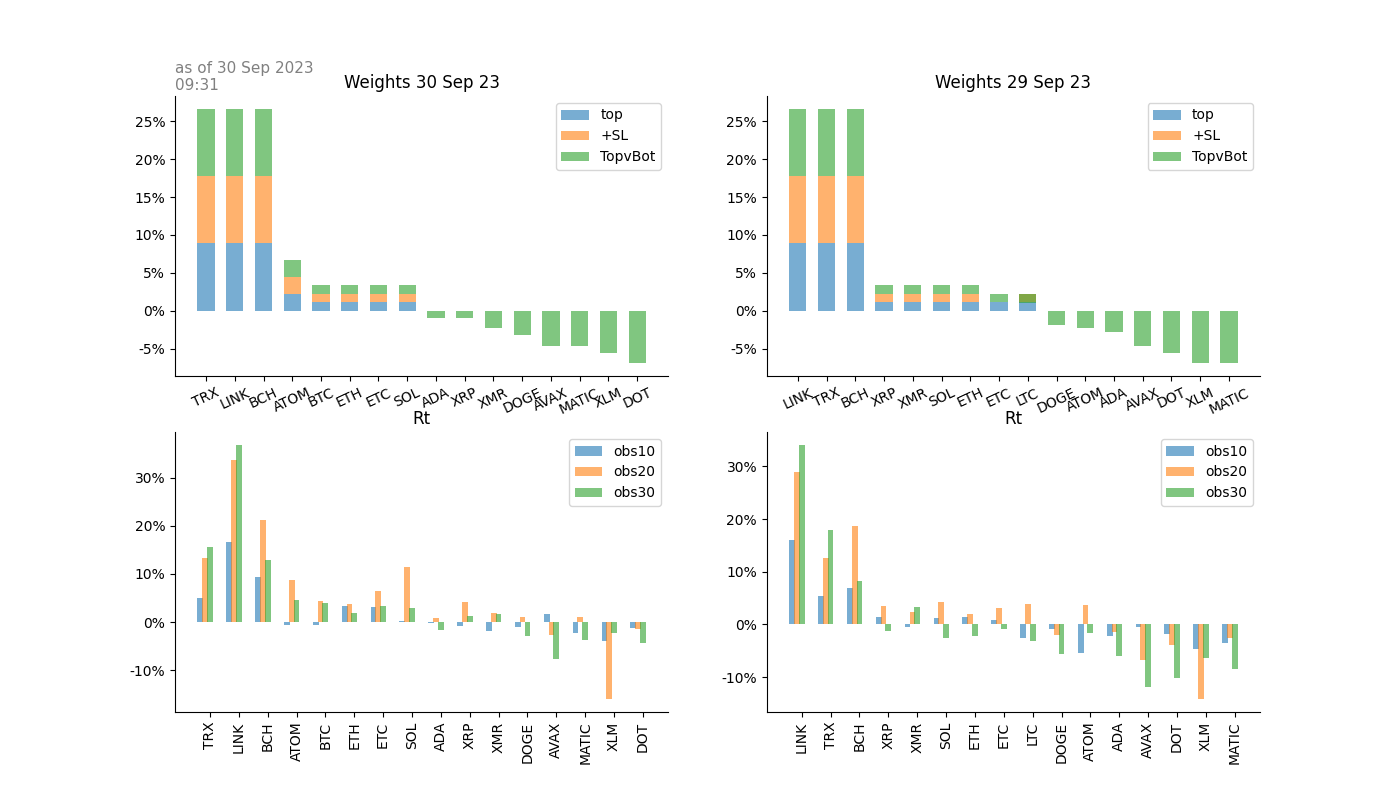 as of 30 Sep 2023
09:31
Weights 30 Sep 23
25%
20%
15%
10%
5%
0%
-5%
top
+SL
TopvBot
TRX LINK BCH ATOM BTC ETH ETC SOL ADA XRP XMR DOGE AVAX MATIC XLM DOT
Weights 29 Sep 23
25%
20%
15%
10%
5%
0%
-5%
top
+SL
TopvBot
LINK TRX BCH XRP XMR SOL ETH ETC LTC DOGE ATOM ADA AVAX DOT XLM MATIC
Rt
30%
20%
10%
0%
-10%
obs10
obs20
obs30
TRX LINK BCH ATOM BTC ETH ETC SOL ADA XRP XMR DOGE AVAX MATIC XLM DOT
Rt
30%
20%
10%
0%
-10%
obs10
obs20
obs30
LINK TRX BCH XRP XMR SOL ETH ETC LTC DOGE ATOM ADA AVAX DOT XLM MATIC